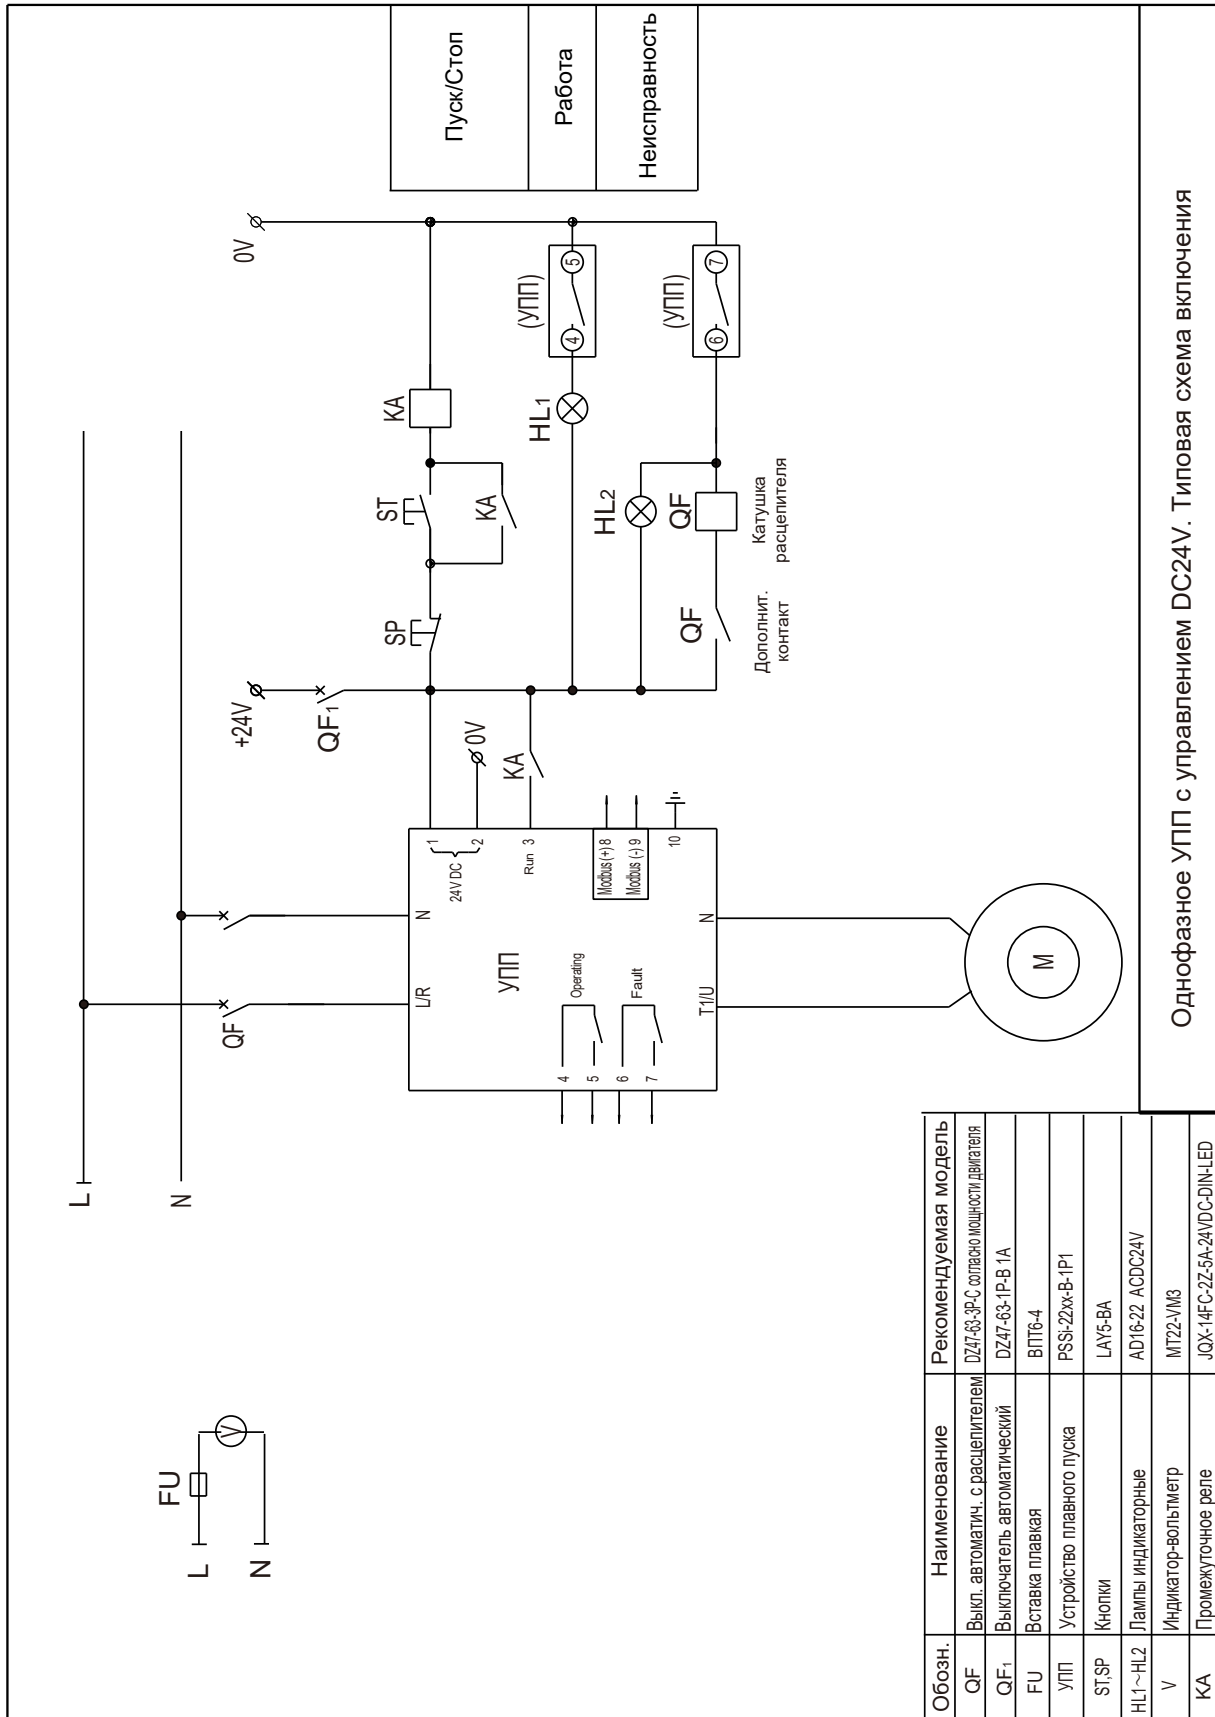 L
N
FU
V
L
N
QF
+24V
0V
QF1
SP
ST
KA
KA
HL1
(УПП)
4
5
HL2
QF
Дополнит.
контакт
QF
Катушка
расцепителя
(УПП)
6
7
Пуск/Стоп
Работа
Неисправность
0V
KA
L/R
N
УПП
1
2
24V DC
Run 3
Modbus (+) 8
Modbus (-) 9
10
Operating
Fault
4
5
6
7
T1/U
N
M
Обозн. Наименование Рекомендуемая модель
QF Выкл. автоматич. с расцепителем DZ47-63-3P-C согласно мощности двигателя
QF1 Выключатель автоматический DZ47-63-1P-B 1A
FU Вставка плавкая ВПТ6-4
УПП Устройство плавного пуска PSSI-22xx-B-1P1
ST,SP Кнопки LAY5-BA
HL1~HL2 Лампы индикаторные AD16-22 ACDC24V
V Индикатор-вольтметр MT22-VM3
KA Промежуточное реле JQX-14FC-2Z-5A-24VDC-DIN-LED
Однофазное УПП с управлением DC24V. Типовая схема включения